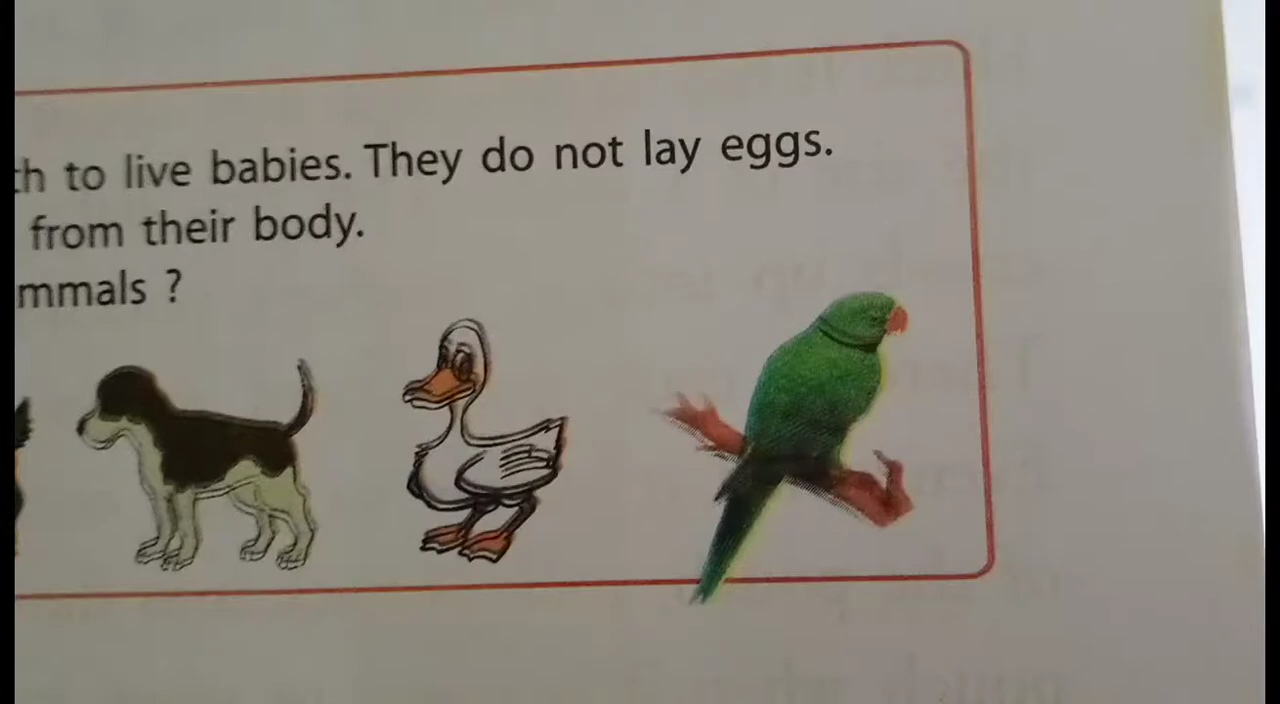 th to live babies. They do not lay eggs.
from their body.
mmals ?